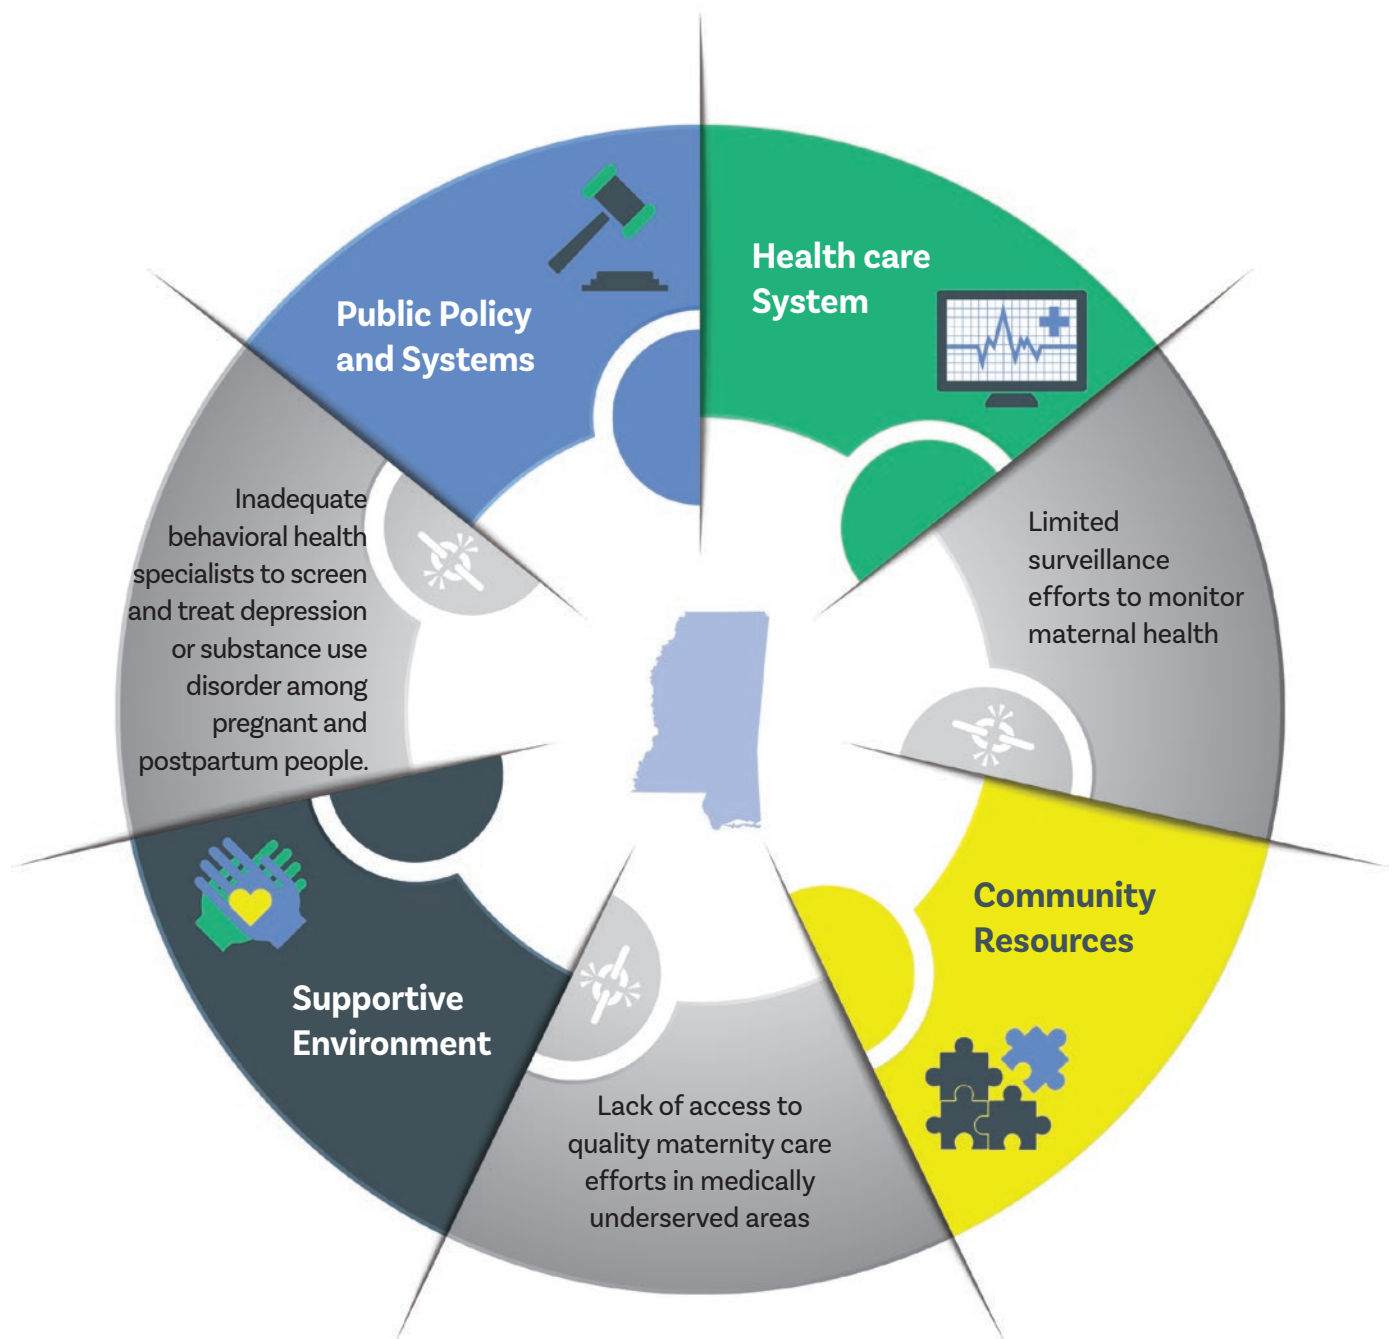 Public Policy
and Systems
Health care
System
Limited
surveillance
efforts to monitor
maternal health
Community
Resources
Lack of access to
quality maternity care
efforts in medically
underserved areas
Supportive
Environment
Inadequate
behavioral health
specialists to screen
and treat depression
or substance use
disorder among
pregnant and
postpartum people.